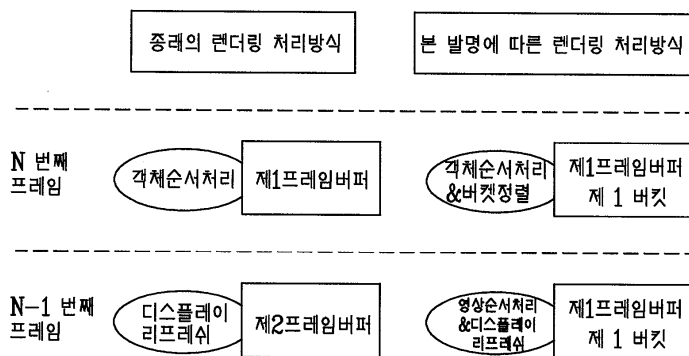 종래의 렌더링 처리방식
본 발명에 따른 렌더링 처리방식
N 번째
프레임
객체순서처리
제1프레임버퍼
객체순서처리
&버켓정렬
제1프레임버퍼
제 1 버킷
N-1 번째
프레임
디스플레이
리프레쉬
제2프레임버퍼
영상순서처리
&디스플레이
리프레쉬
제1프레임버퍼
제 1 버킷